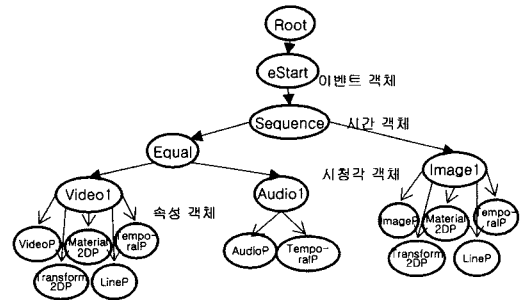 Root
eStart
이벤트 객체
Sequence
시간 객체
Equal
시청각 객체
Image1
Video1
속성 객체
Audio1
VideoP
Material
2DP
Tempo-
ralP
Transform
2DP
LineP
AudioP
Tempo-
ralP
ImageP
Material
2DP
Tempo-
ralP
Transform
2DP
LineP